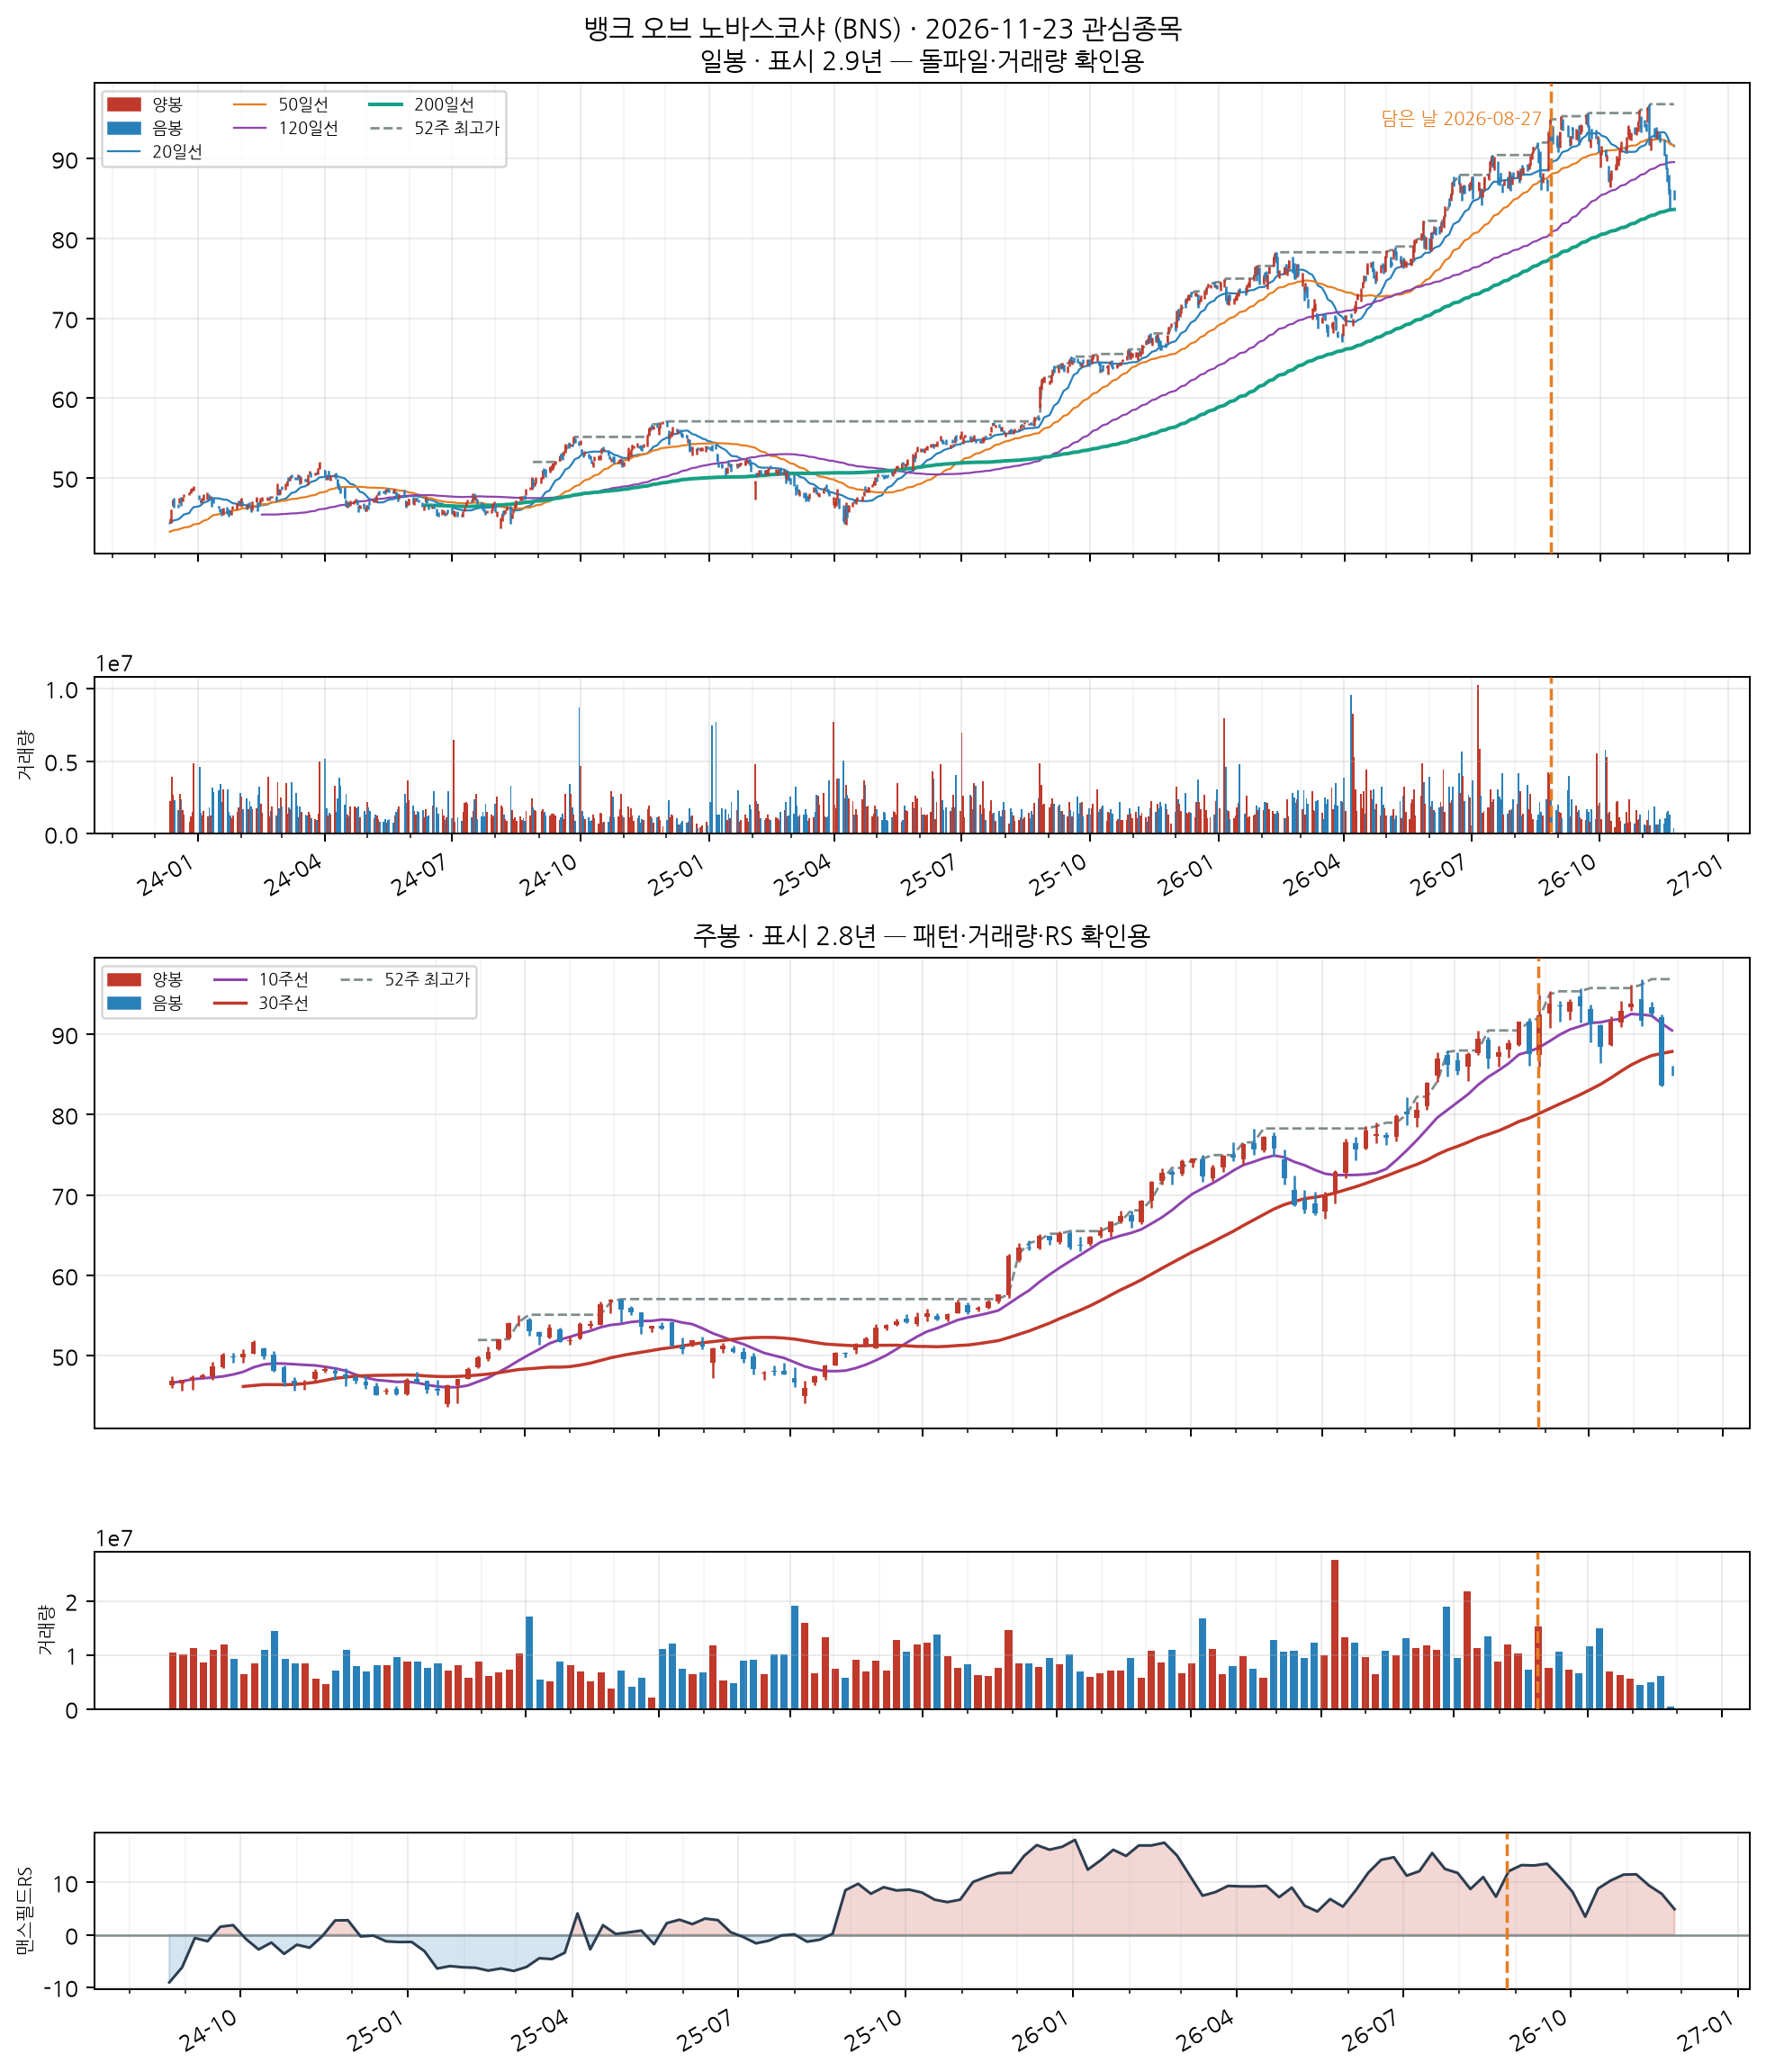 뱅크 오브 노바스코샤 (BNS) · 2026-11-23 관심종목
일봉 · 표시 2.9년 — 돌파일·거래량 확인용
양봉
음봉
20일선
50일선
120일선
200일선
52주 최고가
담은 날 2026-08-27
90
80
70
60
50
1e7
1.0
0.5
0.0
거래량
24-01
24-04
24-07
24-10
25-01
25-04
25-07
25-10
26-01
26-04
26-07
26-10
27-01
주봉 · 표시 2.8년 — 패턴·거래량·RS 확인용
양봉
음봉
10주선
30주선
52주 최고가
90
80
70
60
50
1e7
2
1
0
거래량
10
0
-10
맨스필드RS
24-10
25-01
25-04
25-07
25-10
26-01
26-04
26-07
26-10
27-01